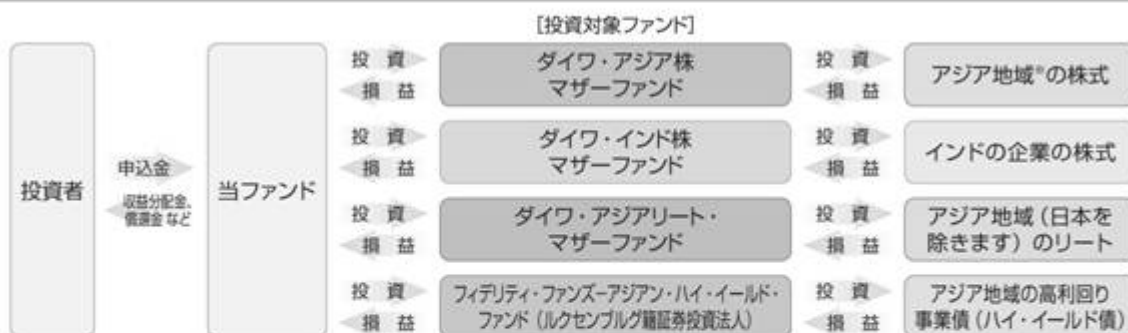 [投資対象ファンド]
投資者
申込金
収益分配金、
償還金 など
当ファンド
投資
損益
ダイワ・アジア株
マザーファンド
投資
損益
アジア地域※の株式
投資
損益
ダイワ・インド株
マザーファンド
投資
損益
インドの企業の株式
投資
損益
ダイワ・アジアリート・
マザーファンド
投資
損益
アジア地域(日本を
除きます)のリート
投資
損益
フィデリティ・ファンズ−アジアン・ハイ・イールド・
ファンド(ルクセンブルグ籍証券投資法人)
投資
損益
アジア地域の高利回り
事業債(ハイ・イールド債)